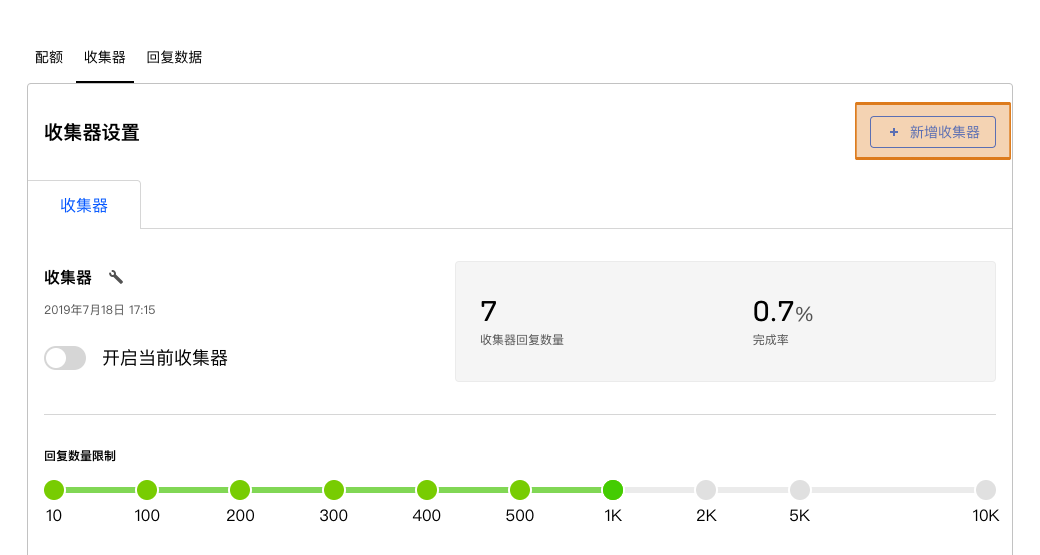 配额 收集器 回复数据
收集器设置
+ 新增收集器
收集器
收集器
2019年7月18日 17:15
开启当前收集器
7
收集器回复数量
0.7%
完成率
回复数量限制
10 100 200 300 400 500 1K 2K 5K 10K